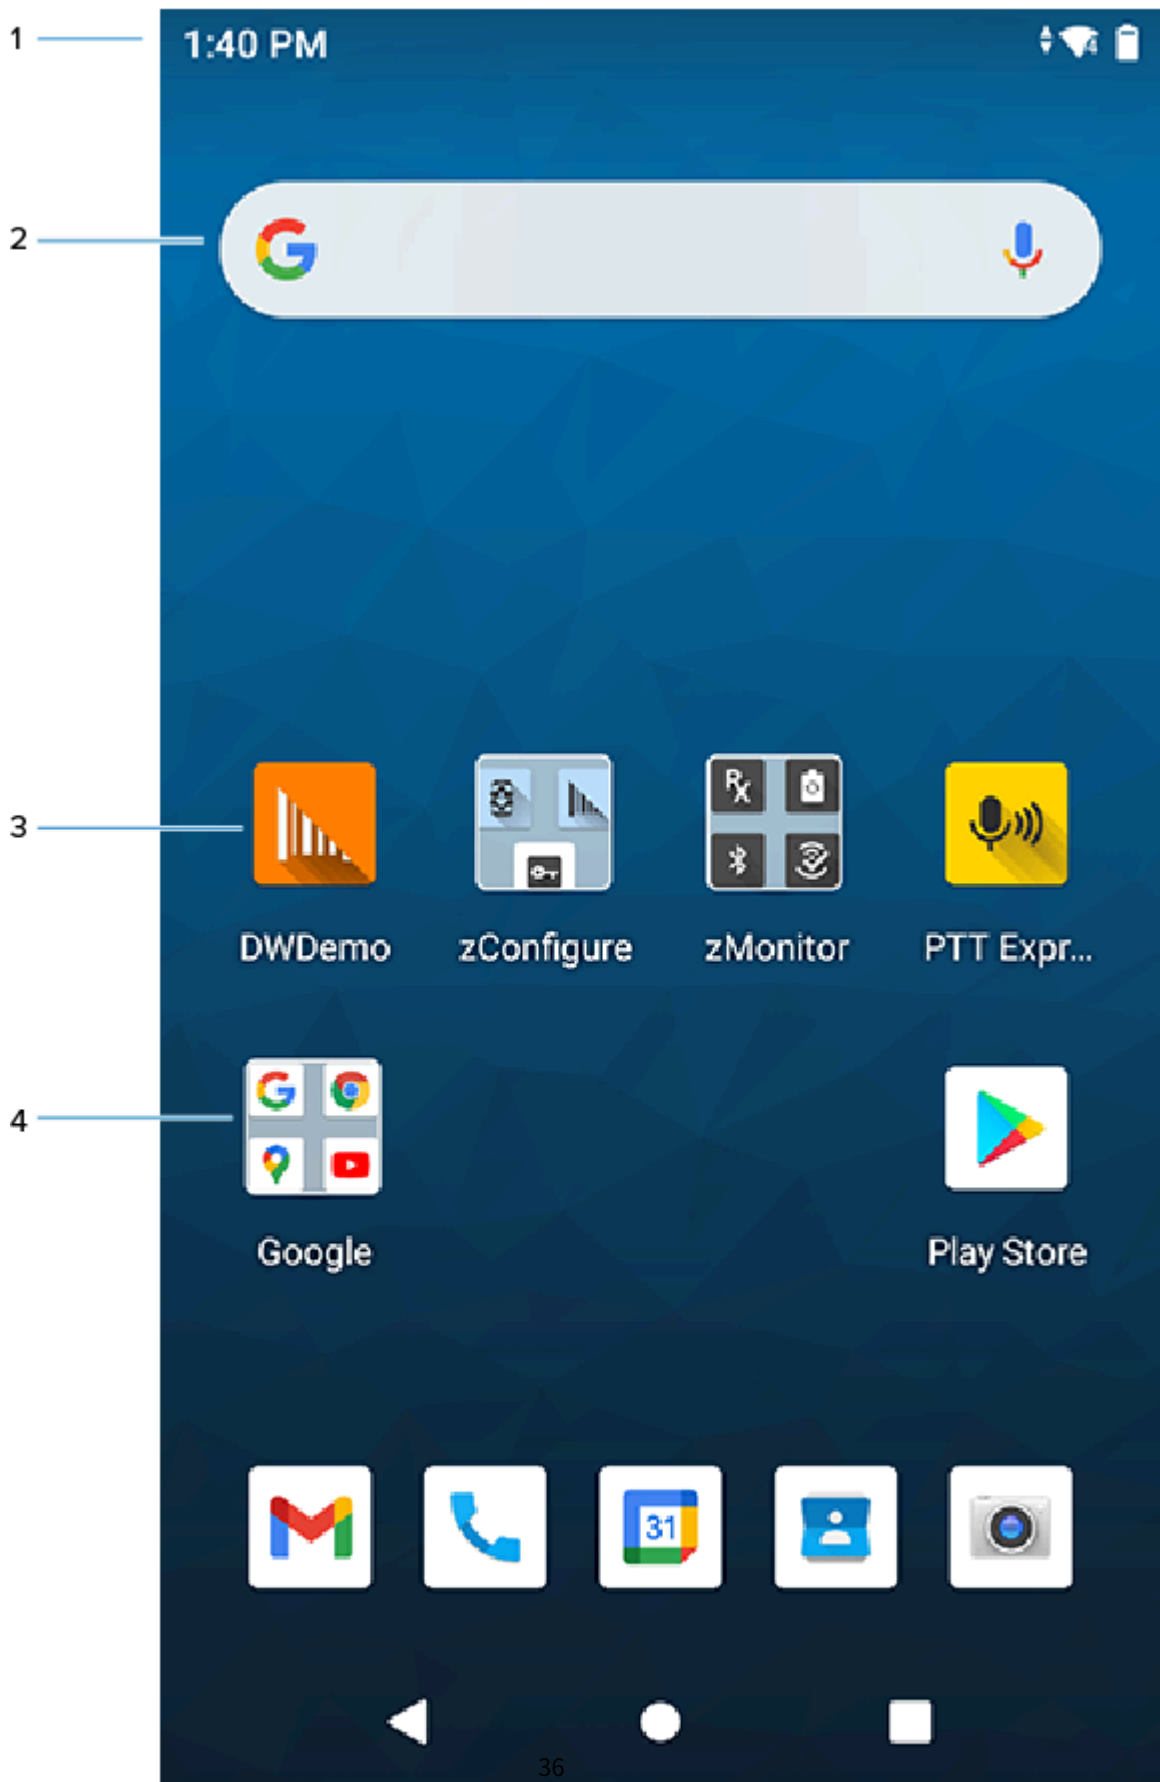 1
1:40 PM
2
3
DWDemo
zConfigure
zMonitor
PTT Expr...
4
Google
Play Store
31
36